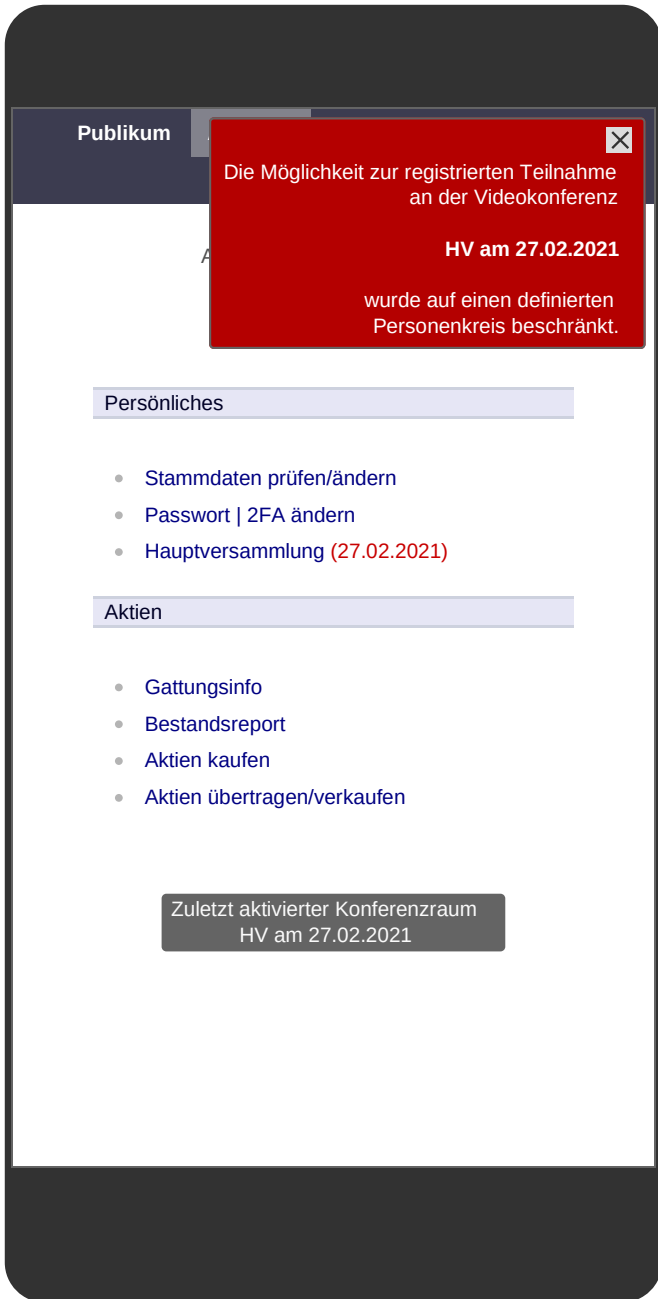 Publikum
Die Möglichkeit zur registrierten Teilnahme
an der Videokonferenz
HV am 27.02.2021
wurde auf einen definierten
Personenkreis beschränkt.
Persönliches
Stammdaten prüfen/ändern
Passwort | 2FA ändern
Hauptversammlung (27.02.2021)
Aktien
Gattungsinfo
Bestandsreport
Aktien kaufen
Aktien übertragen/verkaufen
Zuletzt aktivierter Konferenzraum
HV am 27.02.2021